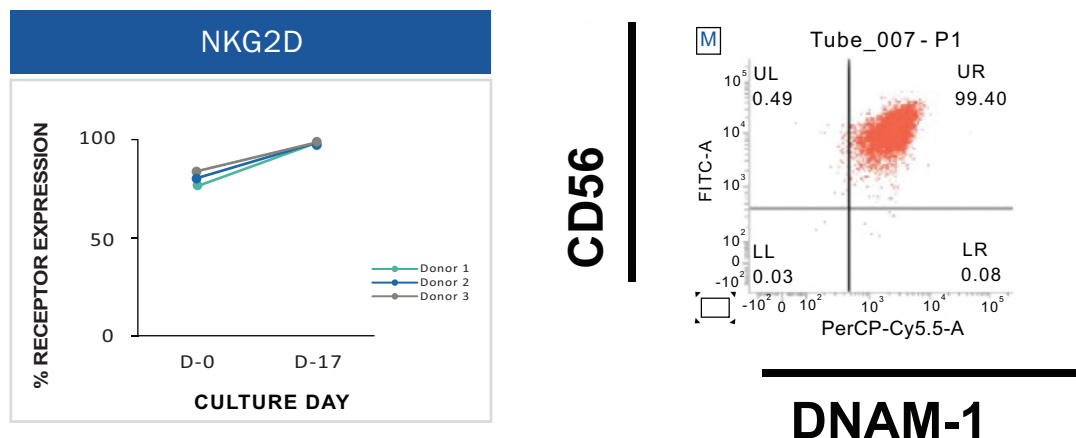 NKG2D
% RECEPTOR EXPRESSION
100
50
0
D-0
D-17
CULTURE DAY
Donor 1
Donor 2
Donor 3
CD56
M
Tube_007 - P1
UL
0.49
UR
99.40
LL
0.03
LR
0.08
FITC-A
10⁵
10⁴
10³
10²
0
-10²
-10² 0 10² 10³ 10⁴ 10⁵
PerCP-Cy5.5-A
DNAM-1